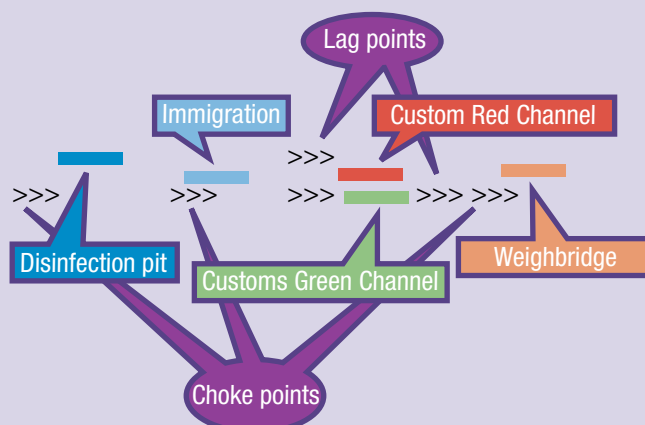 Lag points
Immigration
Custom Red Channel
>>>
>>> >>> >>> >>> >>>
Disinfection pit
Customs Green Channel
Weighbridge
Choke points